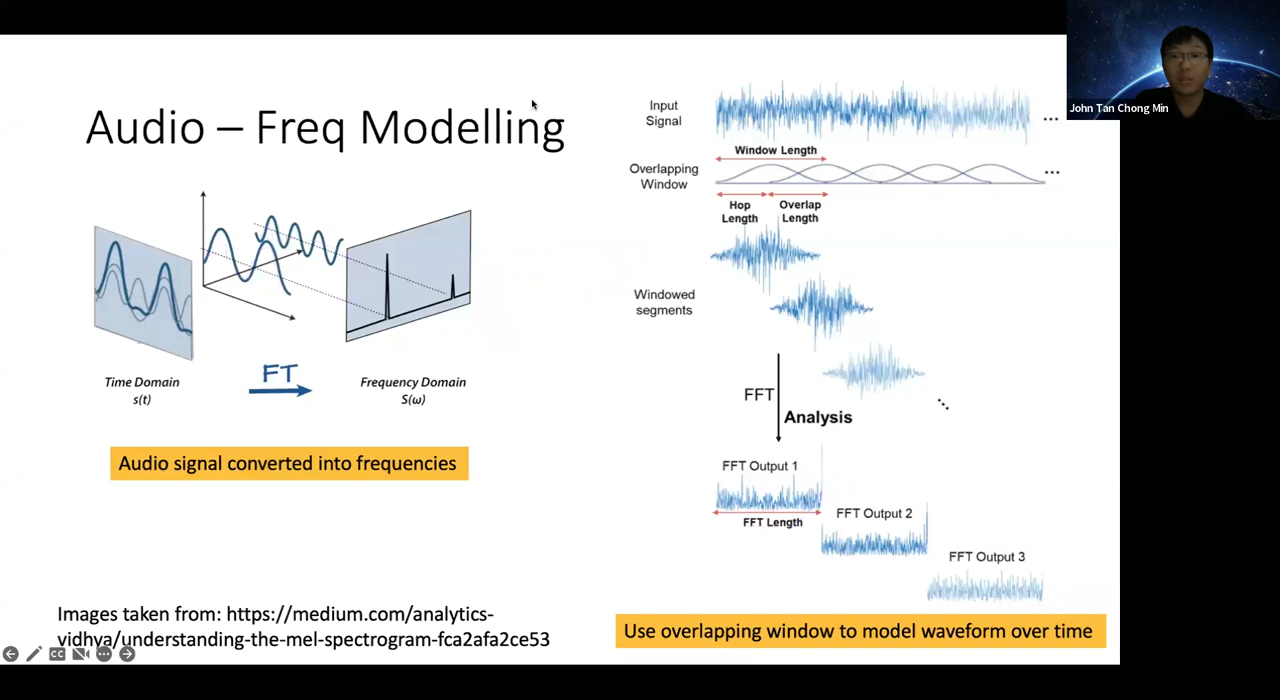 John Tan Chong Min
Audio – Freq Modelling
Time Domain
s(t)
FT
Frequency Domain
S(ω)
Audio signal converted into frequencies
Images taken from: https://medium.com/analytics-
vidhya/understanding-the-mel-spectrogram-fca2afa2ce53
CC
Input
Signal
...
Window Length
Overlapping
Window
...
Hop
Length
Overlap
Length
Windowed
segments
FFT
Analysis
FFT Output 1
FFT Length
FFT Output 2
FFT Output 3
Use overlapping window to model waveform over time